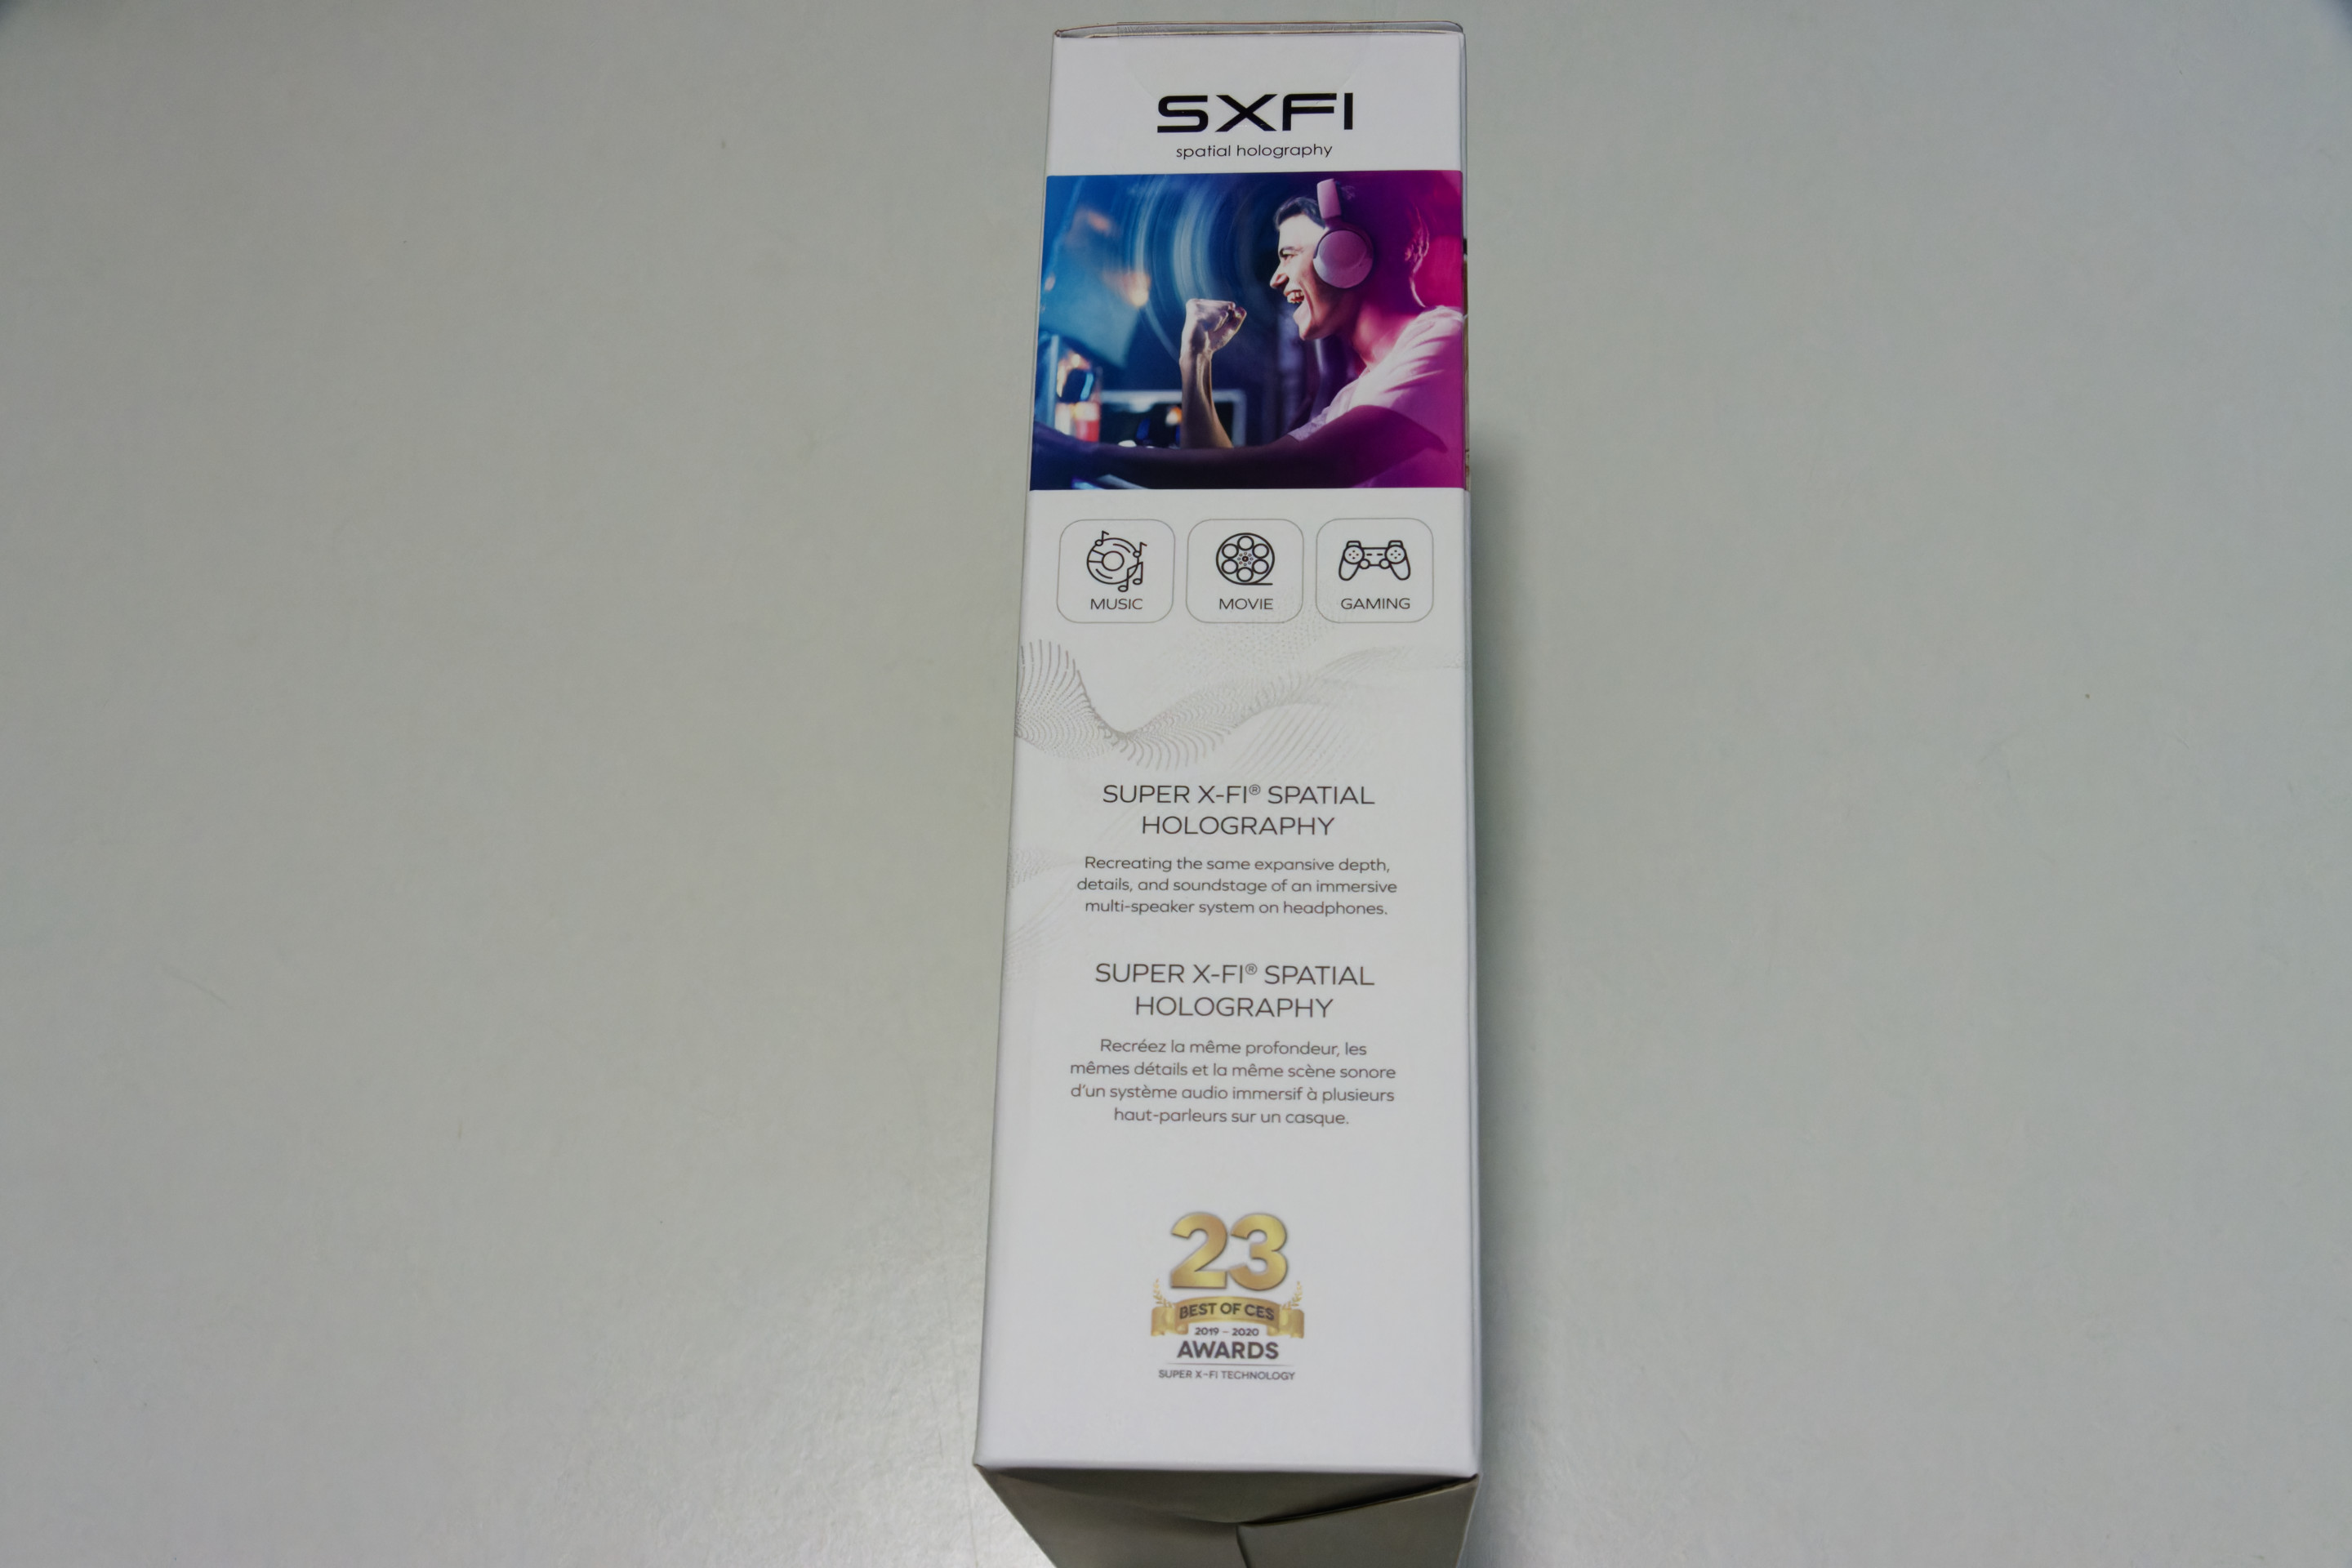 SXFI
spatial holography
MUSIC
MOVIE
GAMING
SUPER X-FI® SPATIAL
HOLOGRAPHY
Recreating the same expansive depth,
details, and soundstage of an immersive
multi-speaker system on headphones.
SUPER X-FI® SPATIAL
HOLOGRAPHY
Recréez la même profondeur, les
mêmes détails et la même scène sonore
d'un système audio immersif à plusieurs
haut-parleurs sur un casque.
23
BEST OF CES
2019 – 2020
AWARDS
SUPER X-FI TECHNOLOGY